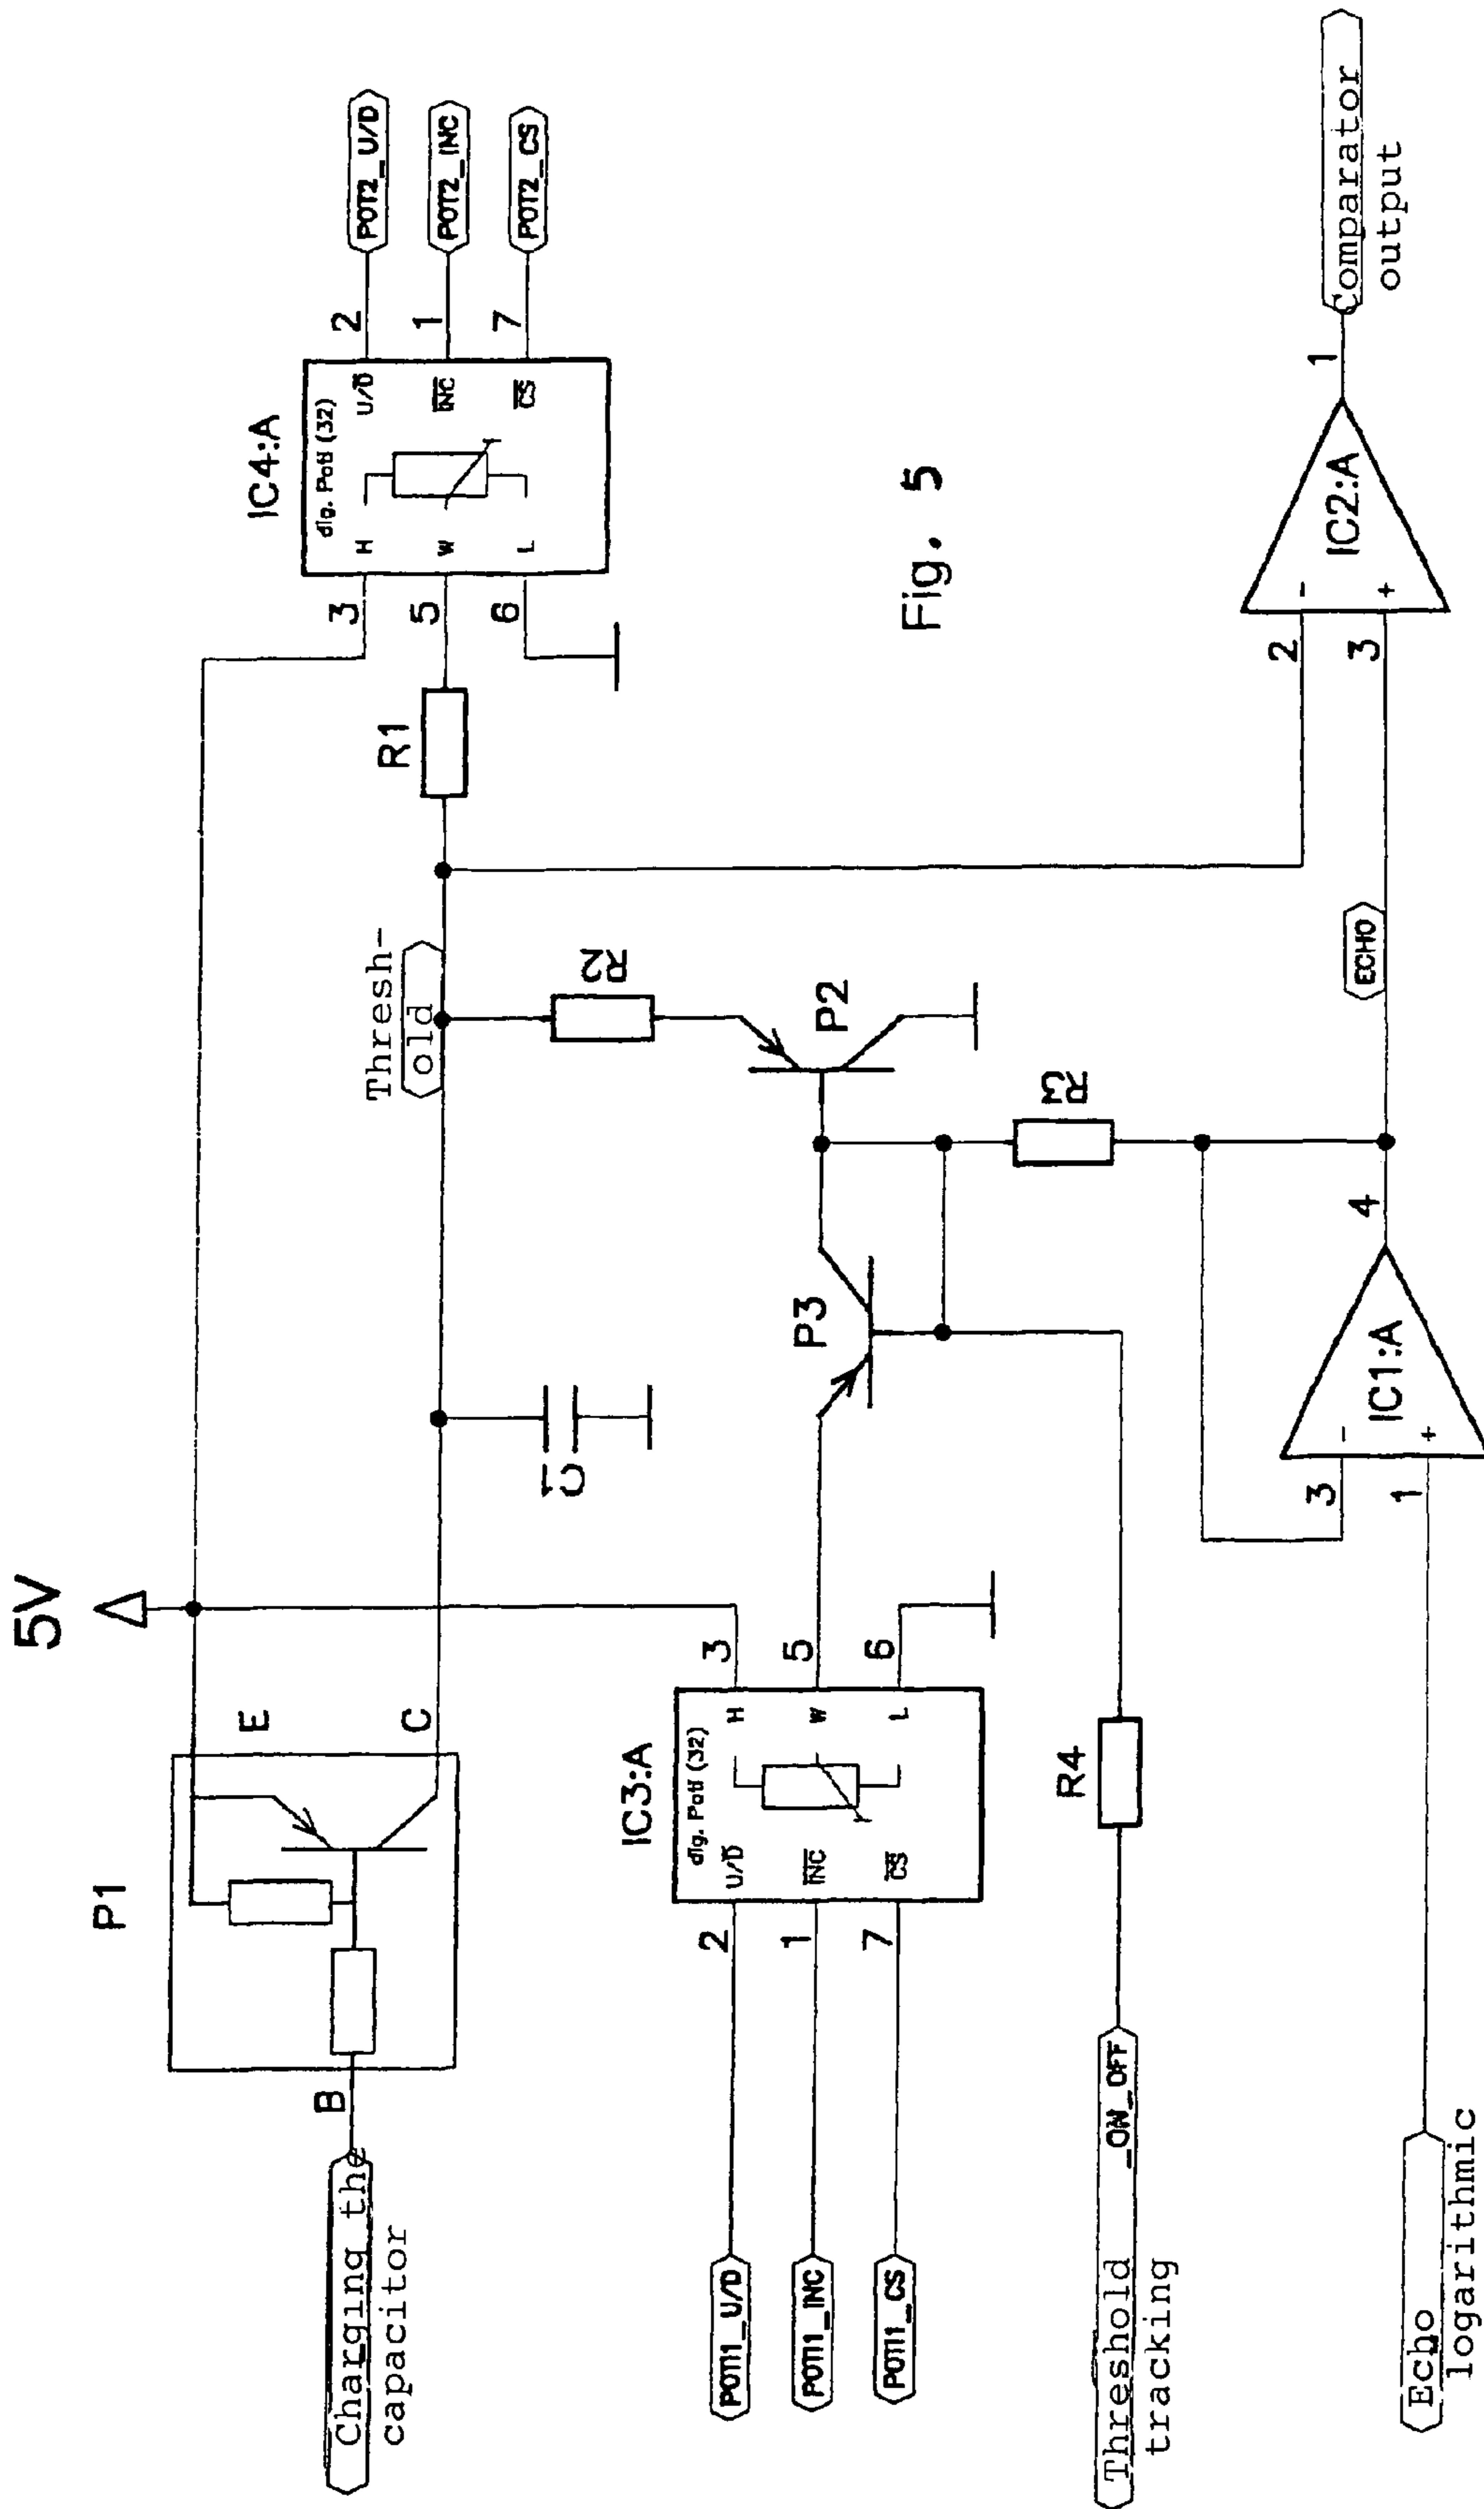 5V
P1
E
C
B
Charging the
capacitor
Thresh-
old
R1
IC4:A
dig. Poti (32)
H
W
L
U/D
INC
CS
3
5
6
2
1
7
POT2_U/D
POT2_INC
POT2_CS
C1
R2
P2
P3
R3
IC3:A
dig. Poti (32)
U/D
INC
CS
H
W
L
2
1
7
3
5
6
POTI1_U/D
POTI1_INC
POTI1_CS
R4
Threshold _ON_OFF
tracking
Fig. 5
Echo
logarithmic
IC1:A
-
+
3
1
4
ECHO
IC2:A
-
+
2
3
1
Comparator
output